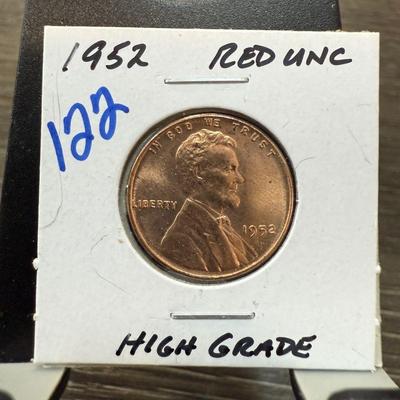 1952 RED UNC
122
IN GOD WE TRUST
LIBERTY
1952
HIGH GRADE